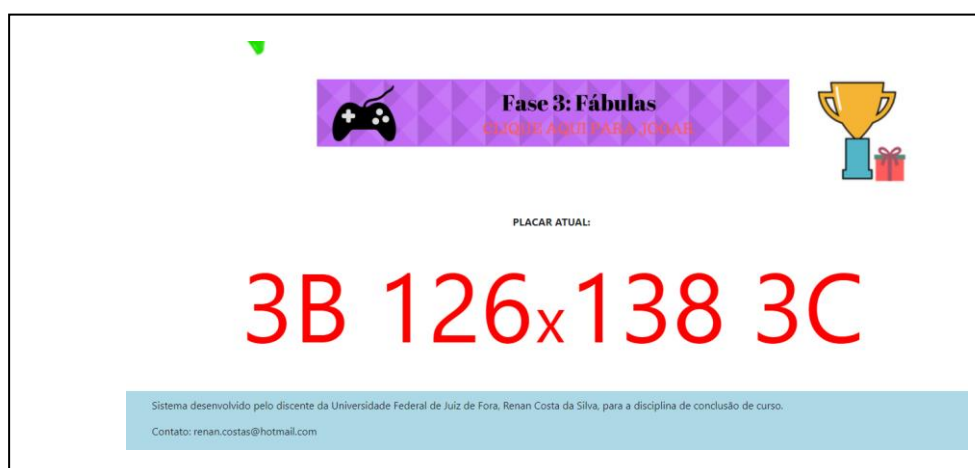 Fase 3: Fábulas
CLIQUE AQUI PARA JOGAR
PLACAR ATUAL:
3B 126x138 3C
Sistema desenvolvido pelo discente da Universidade Federal de Juiz de Fora, Renan Costa da Silva, para a disciplina de conclusão de curso.
Contato: renan.costas@hotmail.com